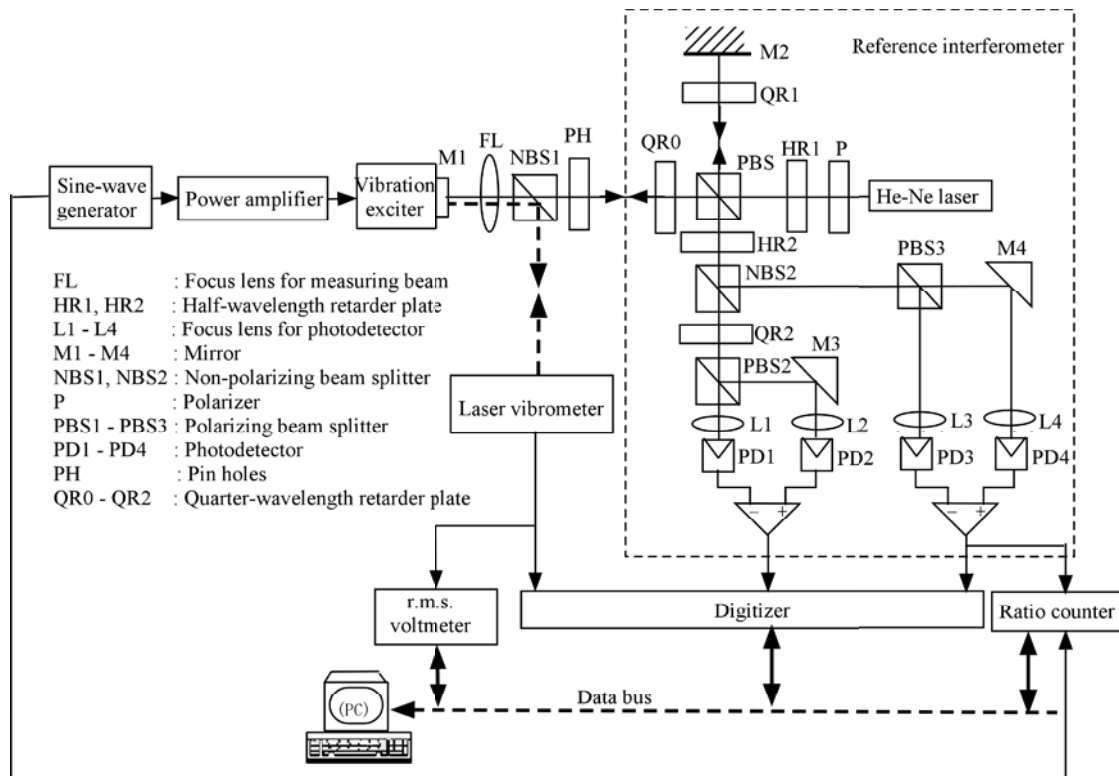 Reference interferometer
M2
QR1
PH
FL
NBS1
M1
QR0
PBS
HR1
P
Sine-wave
generator
Power amplifier
Vibration
exciter
He-Ne laser
HR2
PBS3
M4
NBS2
FL : Focus lens for measuring beam
HR1, HR2 : Half-wavelength retarder plate
L1 - L4 : Focus lens for photodetector
M1 - M4 : Mirror
NBS1, NBS2 : Non-polarizing beam splitter
P : Polarizer
PBS1 - PBS3 : Polarizing beam splitter
PD1 - PD4 : Photodetector
PH : Pin holes
QR0 - QR2 : Quarter-wavelength retarder plate
QR2
M3
PBS2
Laser vibrometer
L1
L2
L3
L4
PD1
PD2
PD3
PD4
− +
− +
r.m.s.
voltmeter
Digitizer
Ratio counter
(PC)
Data bus